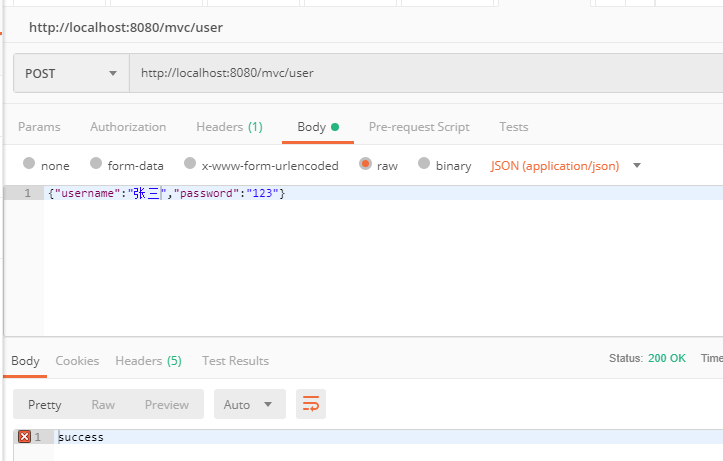 http://localhost:8080/mvc/user
POST http://localhost:8080/mvc/user
Params Authorization Headers (1) Body Pre-request Script Tests
none form-data x-www-form-urlencoded raw binary JSON (application/json)
1 {"username":"张三","password":"123"}
Body Cookies Headers (5) Test Results Status: 200 OK Time
Pretty Raw Preview Auto
1 success